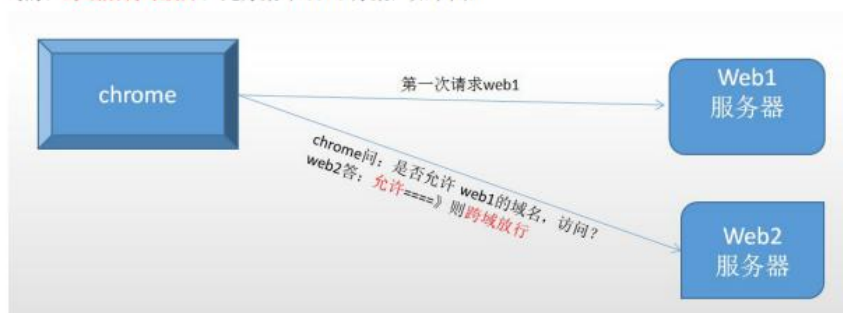 chrome
第一次请求web1
Web1
服务器
chrome问：是否允许 web1的域名，访问？
web2答：允许====》则跨域放行
Web2
服务器